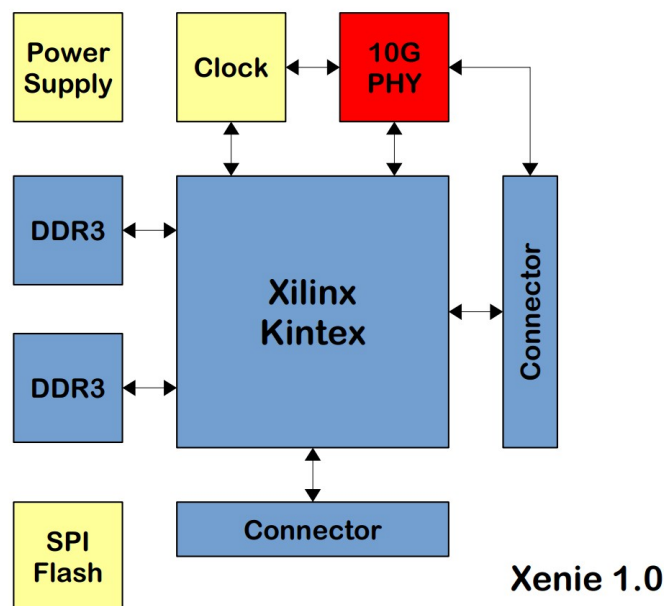 Power
Supply
Clock
10G
PHY
DDR3
Xilinx
Kintex
Connector
DDR3
SPI
Flash
Connector
Xenie 1.0